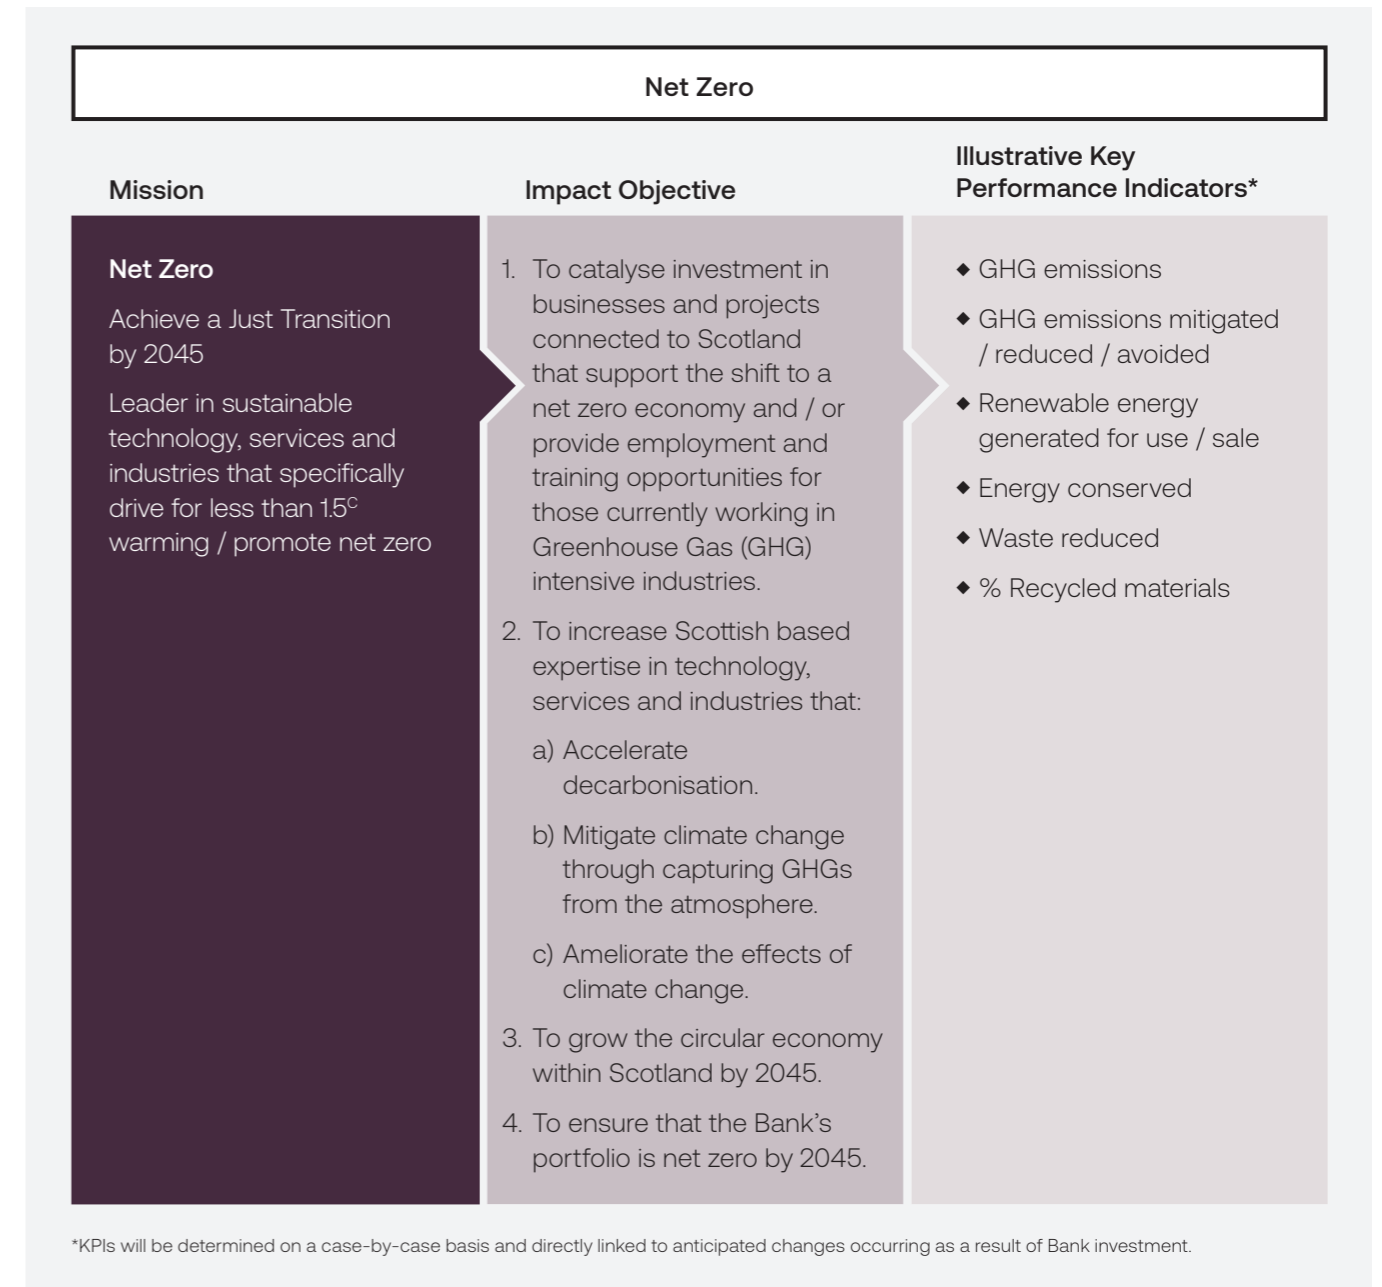 Net Zero
Mission
Impact Objective
Illustrative Key
Performance Indicators*
Net Zero
Achieve a Just Transition
by 2045
Leader in sustainable
technology, services and
industries that specifically
drive for less than 1.5ᶜ
warming / promote net zero
1. To catalyse investment in
businesses and projects
connected to Scotland
that support the shift to a
net zero economy and / or
provide employment and
training opportunities for
those currently working in
Greenhouse Gas (GHG)
intensive industries.
2. To increase Scottish based
expertise in technology,
services and industries that:
a) Accelerate
decarbonisation.
b) Mitigate climate change
through capturing GHGs
from the atmosphere.
c) Ameliorate the effects of
climate change.
3. To grow the circular economy
within Scotland by 2045.
4. To ensure that the Bank’s
portfolio is net zero by 2045.
◆ GHG emissions
◆ GHG emissions mitigated
/ reduced / avoided
◆ Renewable energy
generated for use / sale
◆ Energy conserved
◆ Waste reduced
◆ % Recycled materials
*KPIs will be determined on a case-by-case basis and directly linked to anticipated changes occurring as a result of Bank investment.